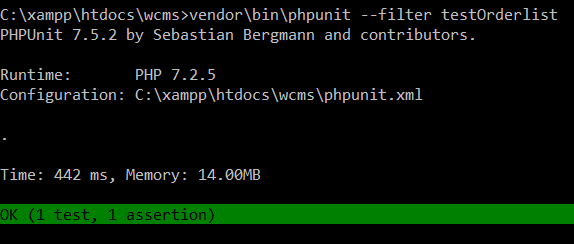 C:\xampp\htdocs\wcms>vendor\bin\phpunit --filter testOrderlist
PHPUnit 7.5.2 by Sebastian Bergmann and contributors.
Runtime:       PHP 7.2.5
Configuration: C:\xampp\htdocs\wcms\phpunit.xml
.
Time: 442 ms, Memory: 14.00MB
OK (1 test, 1 assertion)